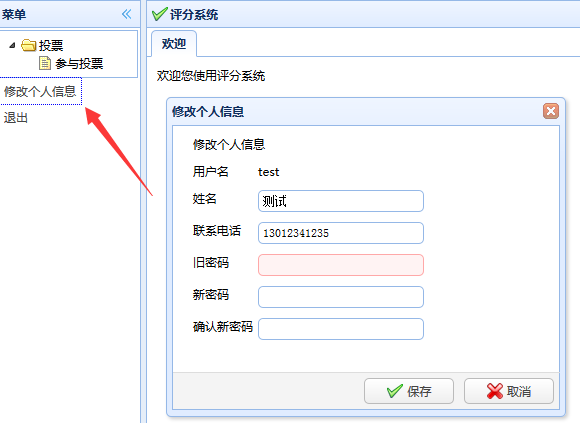 菜单
投票
参与投票
修改个人信息
退出
评分系统
欢迎
欢迎您使用评分系统
修改个人信息
修改个人信息
用户名 test
姓名 测试
联系电话 13012341235
旧密码
新密码
确认新密码
保存 取消